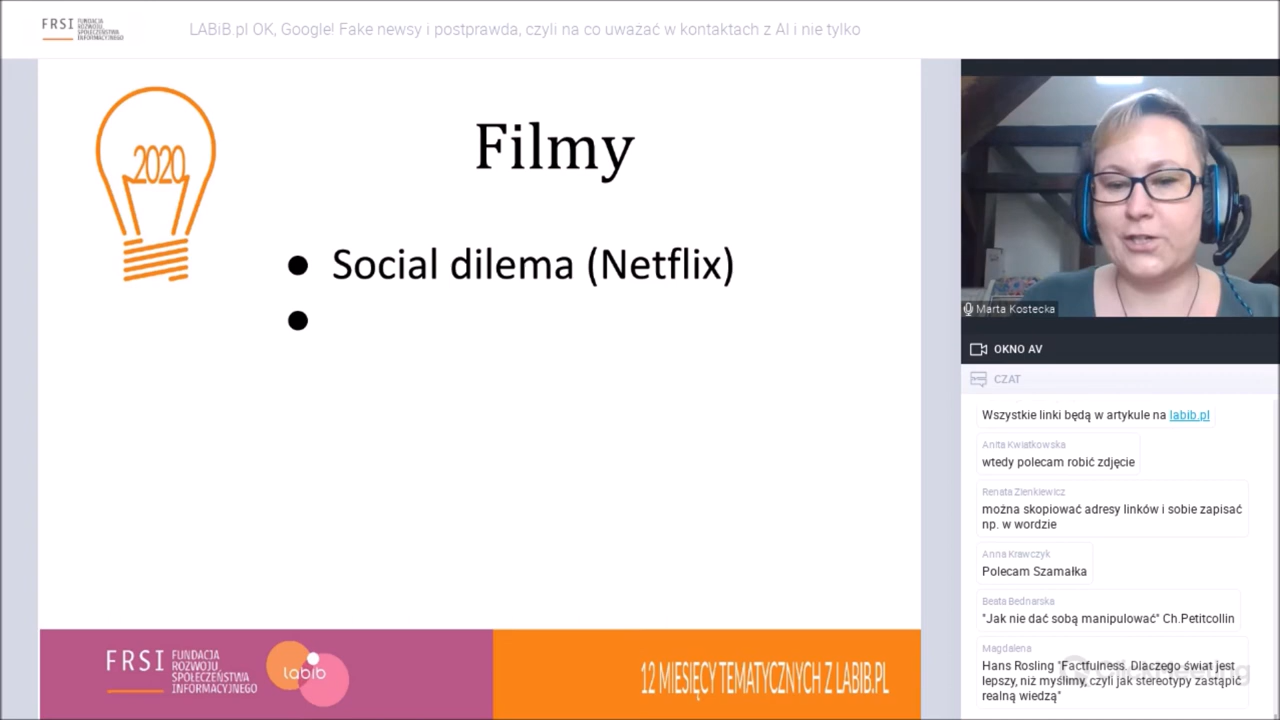 FRSI FUNDACJA
ROZWOJU
SPOŁECZEŃSTWA
INFORMACYJNEGO
LABiB.pl OK, Google! Fake newsy i postprawda, czyli na co uważać w kontaktach z AI i nie tylko
2020
Filmy
● Social dilema (Netflix)
●
FRSI FUNDACJA
ROZWOJU
SPOŁECZEŃSTWA
INFORMACYJNEGO
labib
12 MIESIĘCY TEMATYCZNYCH Z LABIB.PL
Marta Kostecka
OKNO AV
CZAT
Wszystkie linki będą w artykule na labib.pl
Anita Kwiatkowska
wtedy polecam robić zdjęcie
Renata Zienkiewicz
można skopiować adresy linków i sobie zapisać
np. w wordzie
Anna Krawczyk
Polecam Szamałka
Beata Bednarska
"Jak nie dać sobą manipulować" Ch.Petitcollin
Magdalena
Hans Rosling "Factfulness. Dlaczego świat jest
lepszy, niż myślimy, czyli jak stereotypy zastąpić
realną wiedzą"